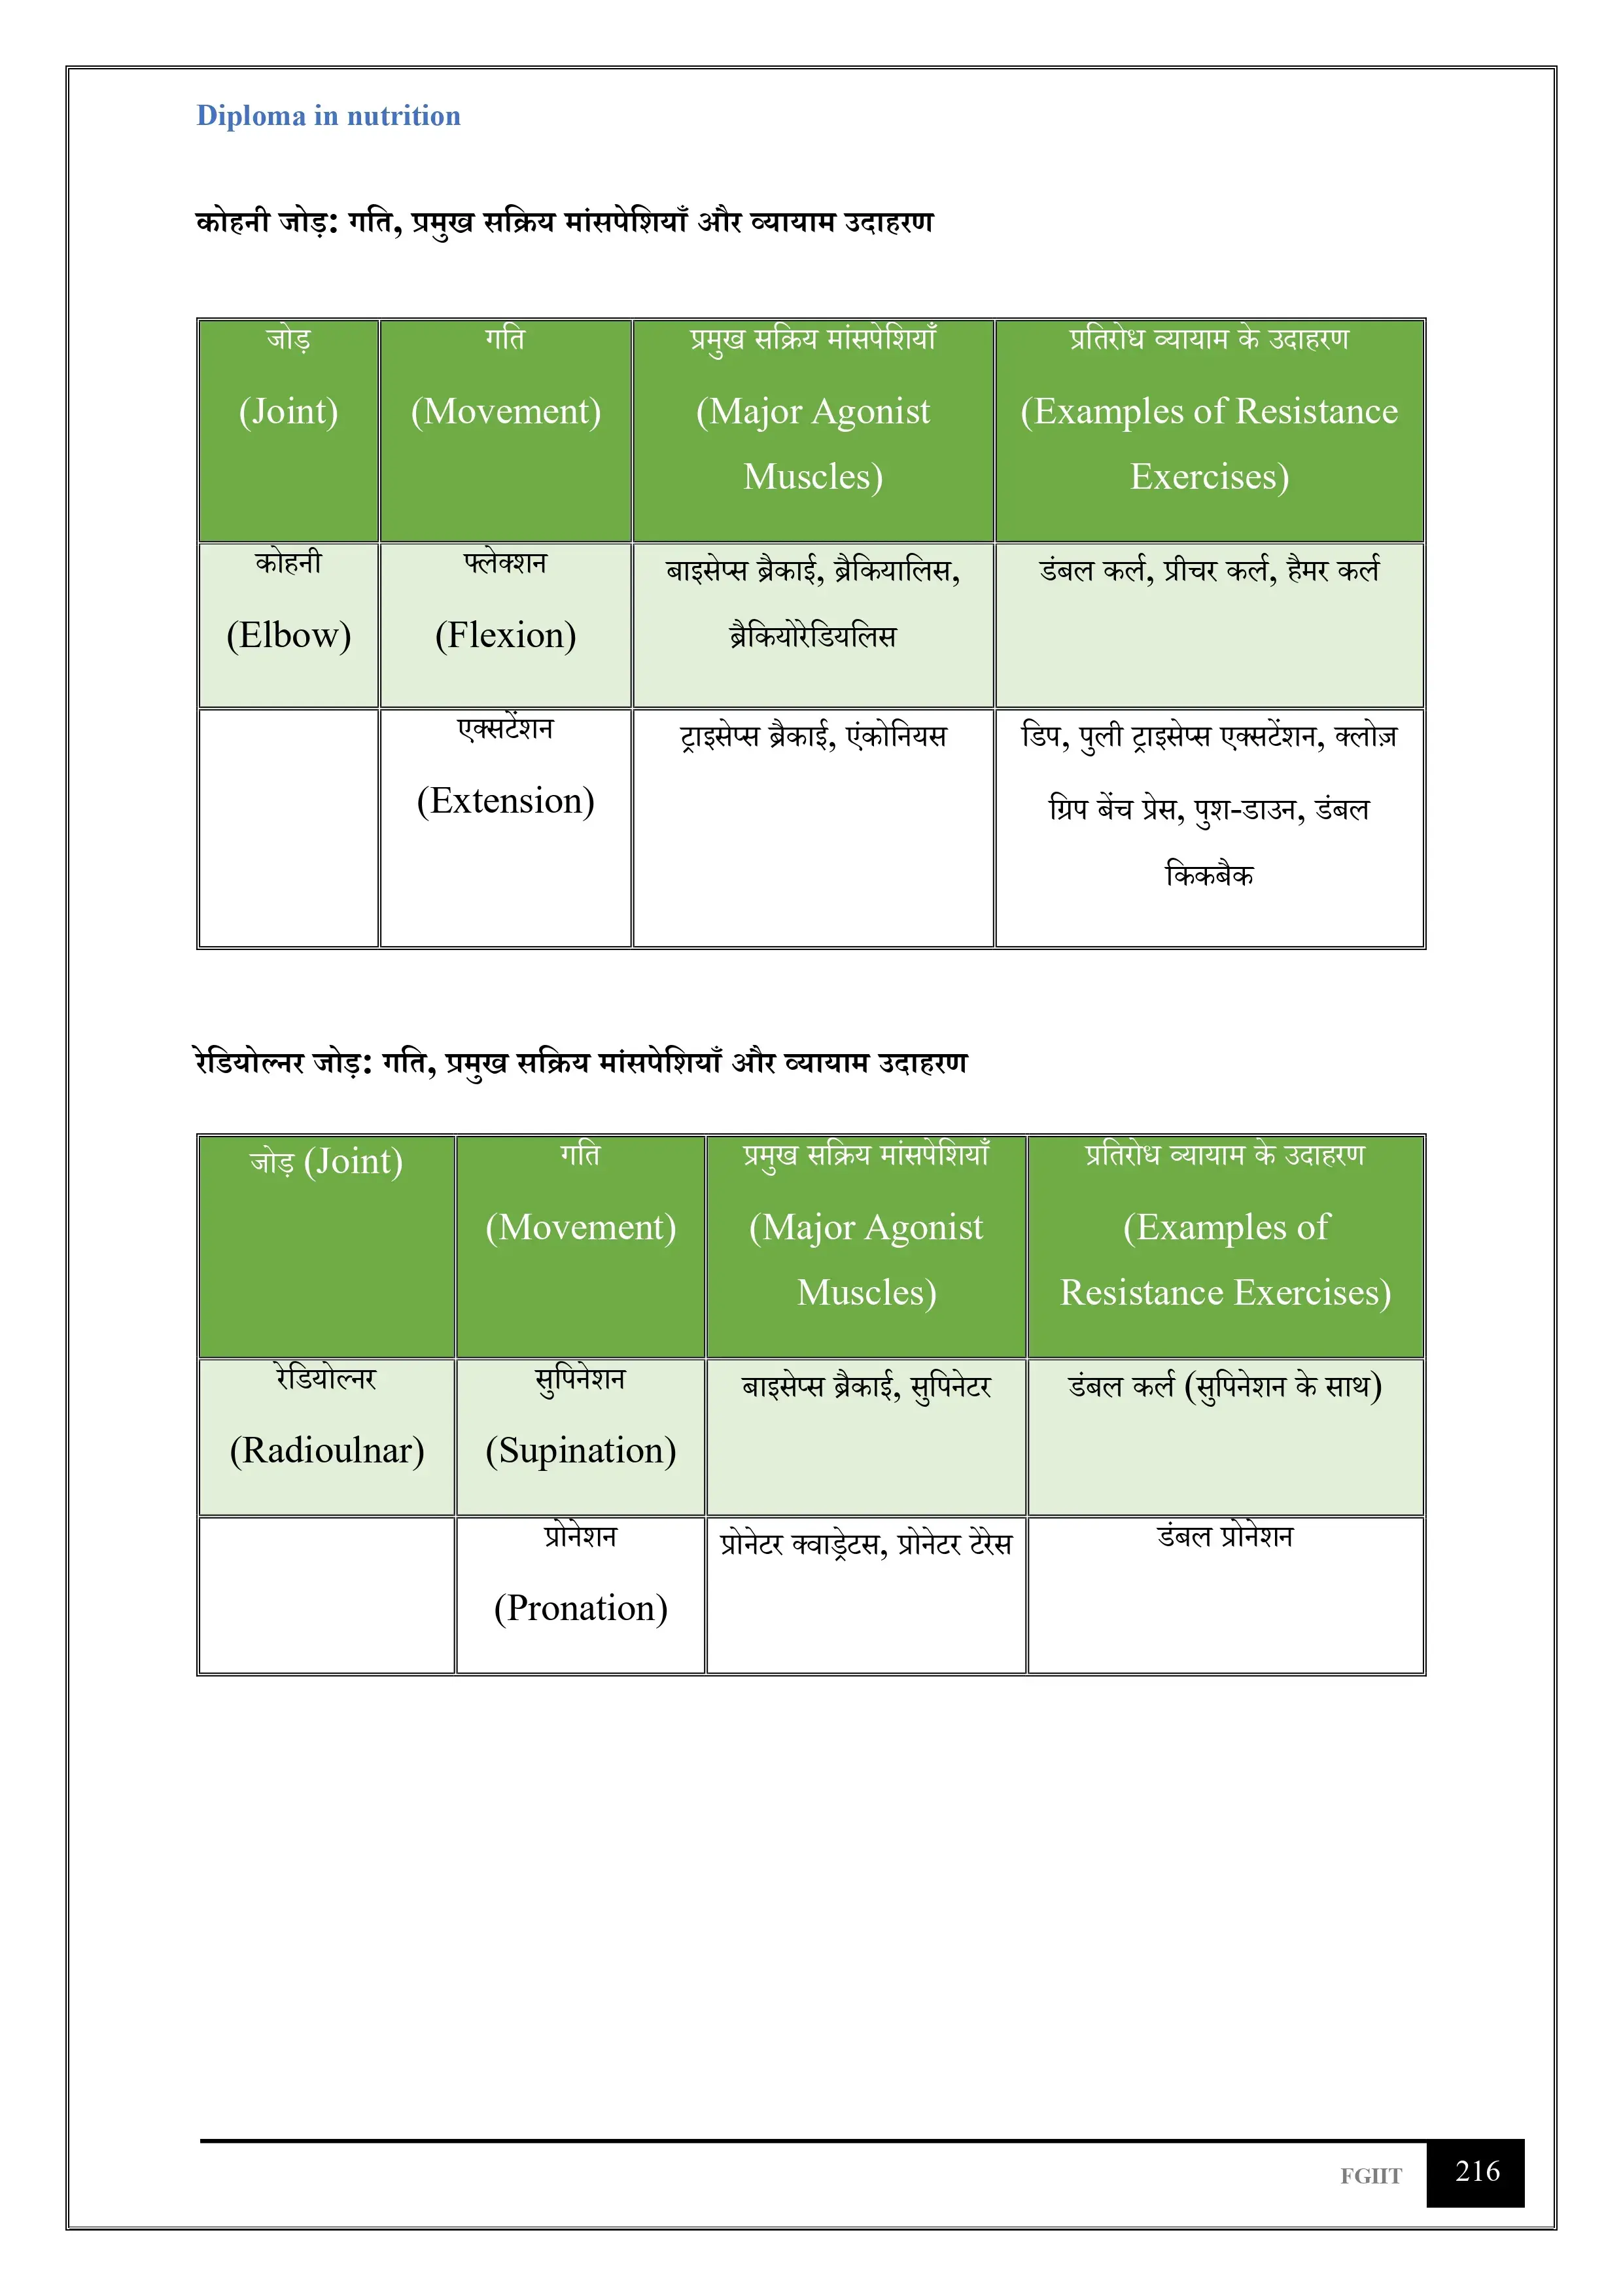 Diploma in nutrition
कोहनी जोड़: गति, प्रमुख सक्रिय मांसपेशियाँ और व्यायाम उदाहरण
जोड़
(Joint)
गति
(Movement)
प्रमुख सक्रिय मांसपेशियाँ
(Major Agonist
Muscles)
प्रतिरोध व्यायाम के उदाहरण
(Examples of Resistance
Exercises)
कोहनी
(Elbow)
फ्लेक्शन
(Flexion)
बाइसेप्स ब्रैकाई, ब्रैकियालिस,
ब्रैकियोरेडियलिस
डंबल कर्ल, प्रीचर कर्ल, हैमर कर्ल
एक्सटेंशन
(Extension)
ट्राइसेप्स ब्रैकाई, एंकोनियस
डिप, पुली ट्राइसेप्स एक्सटेंशन, क्लोज़
ग्रिप बेंच प्रेस, पुश-डाउन, डंबल
किकबैक
रेडियोल्नर जोड़: गति, प्रमुख सक्रिय मांसपेशियाँ और व्यायाम उदाहरण
जोड़ (Joint)
गति
(Movement)
प्रमुख सक्रिय मांसपेशियाँ
(Major Agonist
Muscles)
प्रतिरोध व्यायाम के उदाहरण
(Examples of
Resistance Exercises)
रेडियोल्नर
(Radioulnar)
सुपिनेशन
(Supination)
बाइसेप्स ब्रैकाई, सुपिनेटर
डंबल कर्ल (सुपिनेशन के साथ)
प्रोनेशन
(Pronation)
प्रोनेटर क्वाड्रेटस, प्रोनेटर टेरेस
डंबल प्रोनेशन
FGIIT
216